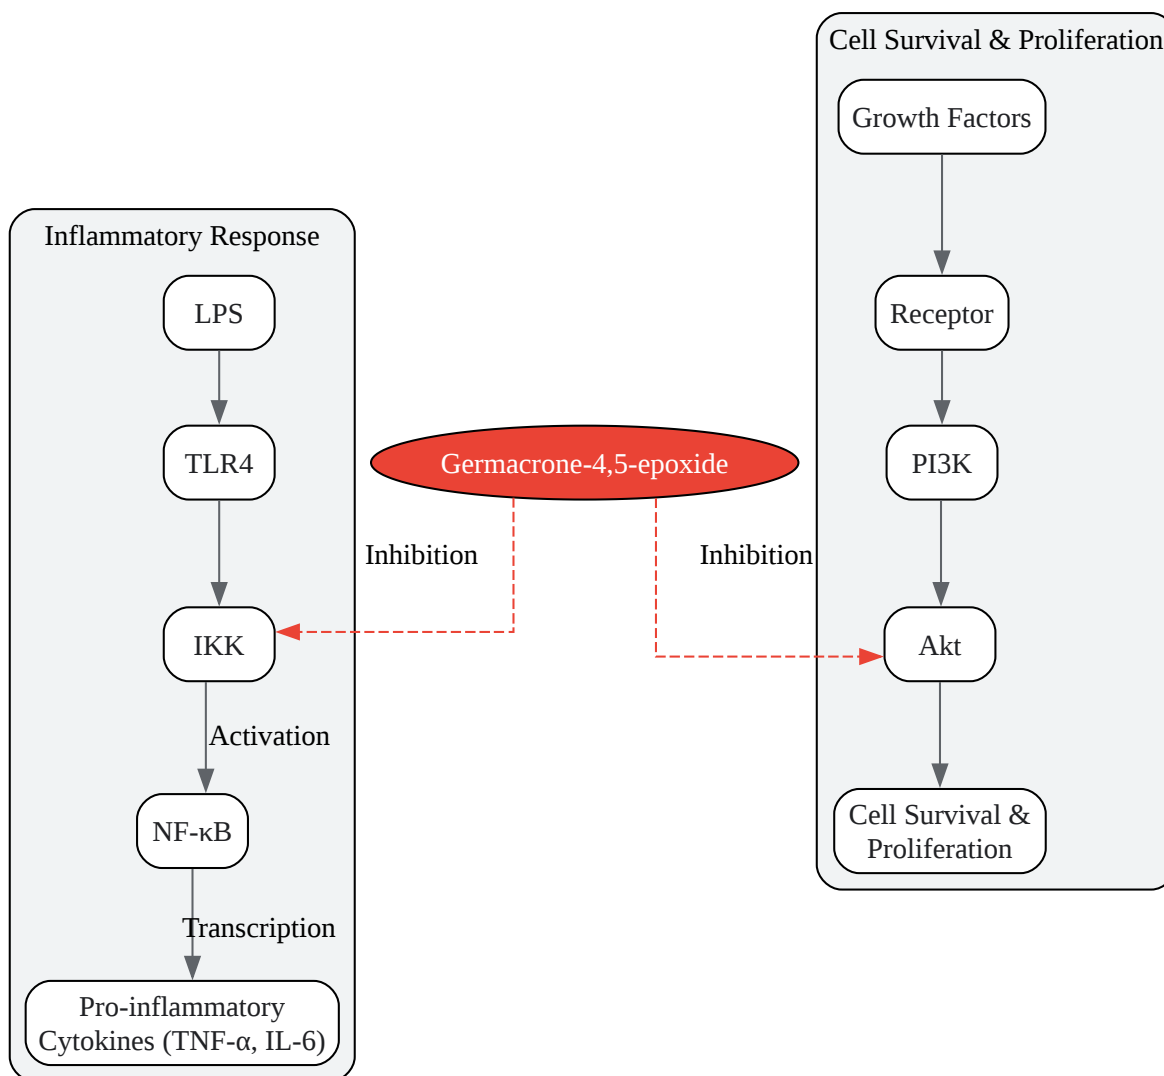 Inflammatory Response
LPS
TLR4
IKK
Activation
NF-κB
Transcription
Pro-inflammatory
Cytokines (TNF-α, IL-6)
Germacrone-4,5-epoxide
Inhibition
Inhibition
Cell Survival & Proliferation
Growth Factors
Receptor
PI3K
Akt
Cell Survival &
Proliferation